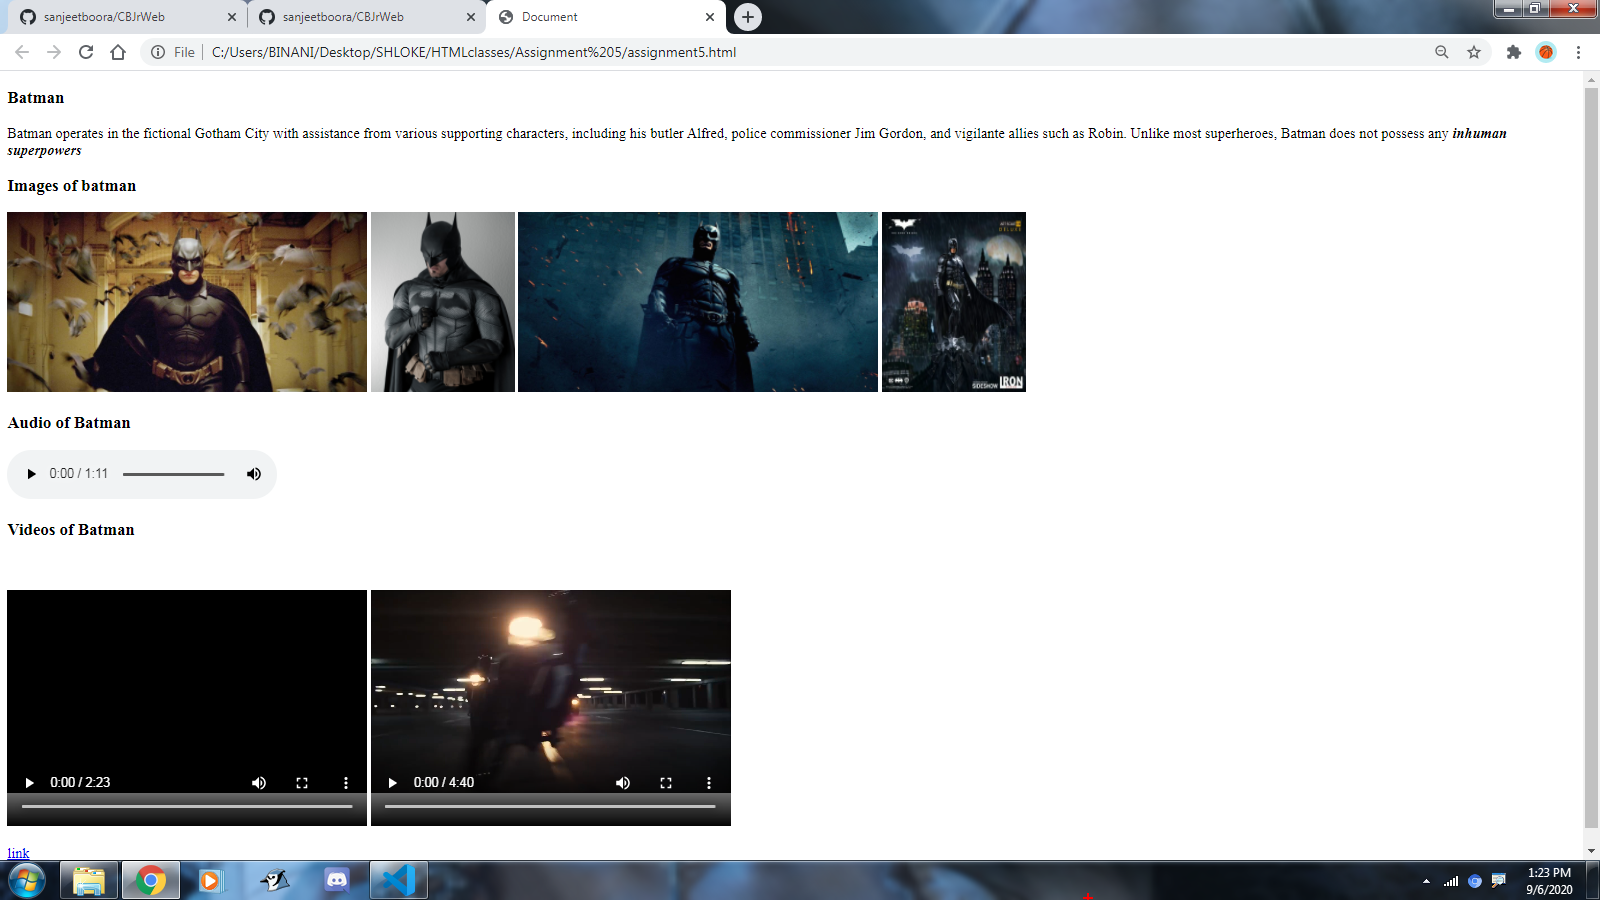 sanjeetboora/CBJrWeb
sanjeetboora/CBJrWeb
Document
File
C:/Users/BINANI/Desktop/SHLOKE/HTMLclasses/Assignment%205/assignment5.html
Batman
Batman operates in the fictional Gotham City with assistance from various supporting characters, including his butler Alfred, police commissioner Jim Gordon, and vigilante allies such as Robin. Unlike most superheroes, Batman does not possess any inhuman
superpowers
Images of batman
SIDESHOW IRON
Audio of Batman
0:00 / 1:11
Videos of Batman
0:00 / 2:23
0:00 / 4:40
link
1:23 PM
9/6/2020